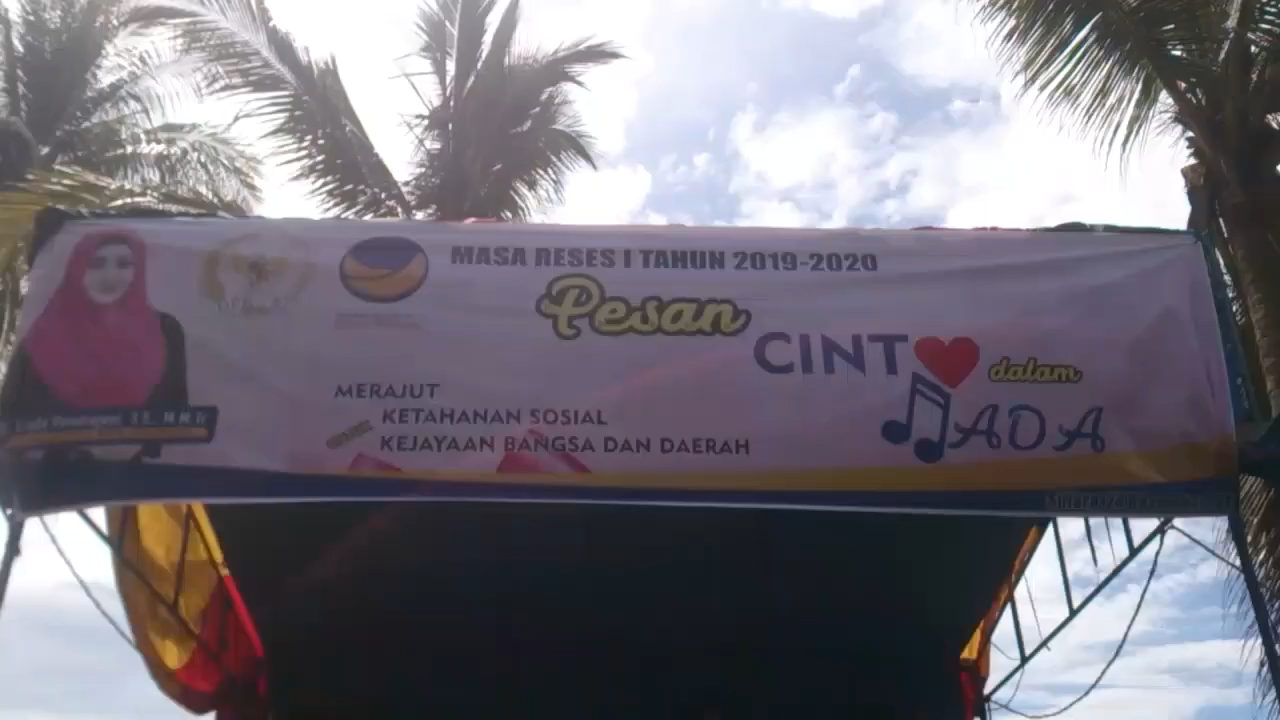 MASA RESES I TAHUN 2019-2020
Pesan
CINT dalam
ADA
MERAJUT
KETAHANAN SOSIAL
KEJAYAAN BANGSA DAN DAERAH